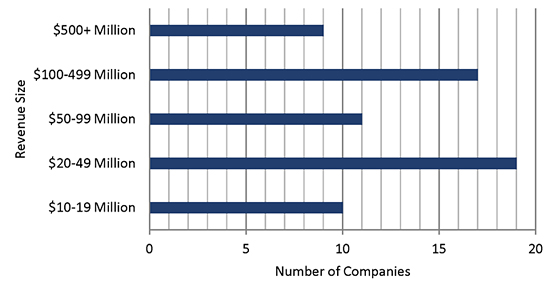 $500+ Million
$100-499 Million
$50-99 Million
$20-49 Million
$10-19 Million
Revenue Size
0 5 10 15 20
Number of Companies